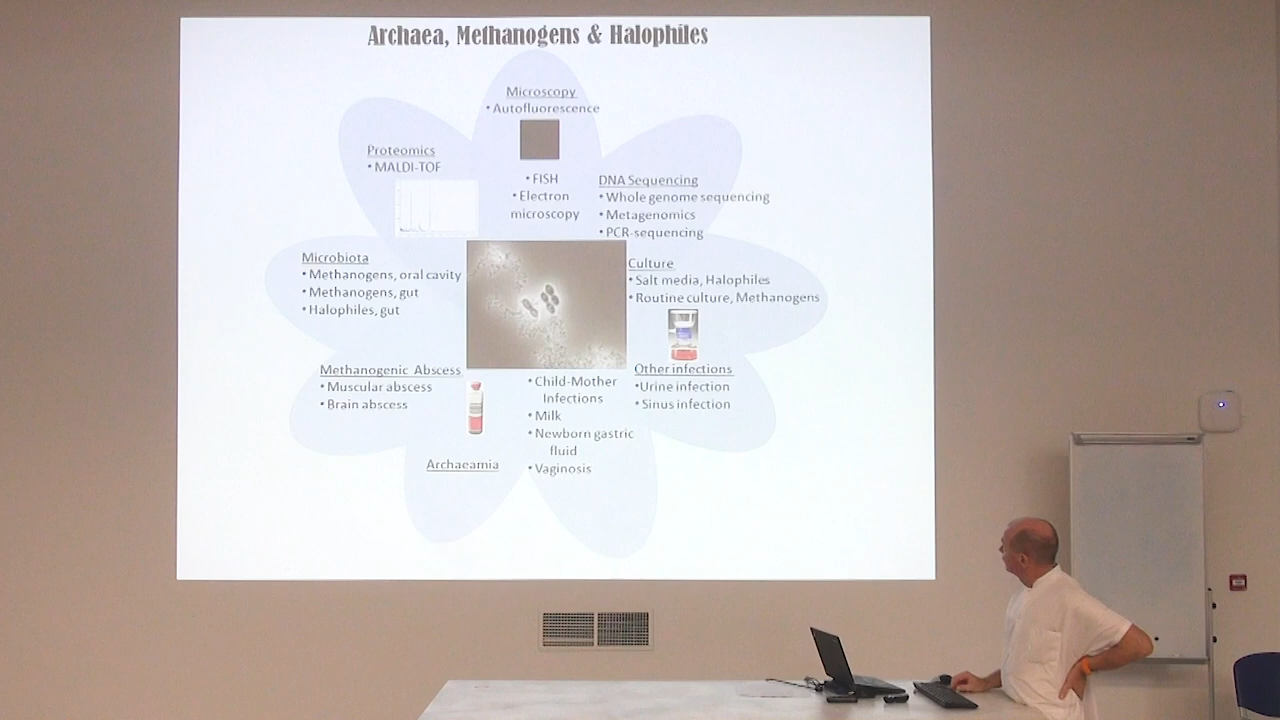 Archaea, Methanogens & Halophiles
Microscopy
• Autofluorescence
• FISH
• Electron
microscopy
Proteomics
• MALDI-TOF
DNA Sequencing
• Whole genome sequencing
• Metagenomics
• PCR-sequencing
Microbiota
• Methanogens, oral cavity
• Methanogens, gut
• Halophiles, gut
Culture
• Salt media, Halophiles
• Routine culture, Methanogens
Methanogenic Abscess
• Muscular abscess
• Brain abscess
• Child-Mother
Infections
• Milk
• Newborn gastric
fluid
• Vaginosis
Other infections
•Urine infection
• Sinus infection
Archaeamia